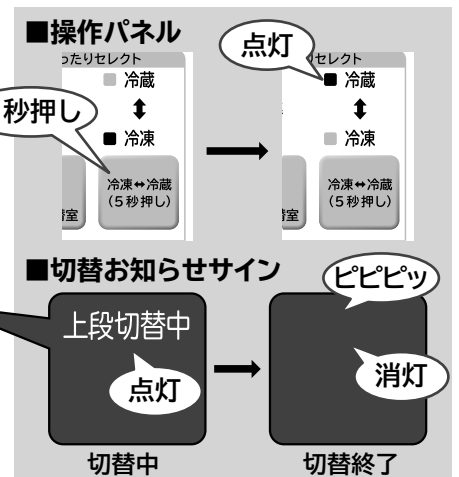 ■操作パネル
ったりセレクト
冷蔵
冷凍
秒押し
冷凍↔冷蔵
(5秒押し)
替室
点灯
りセレクト
冷蔵
冷凍
冷凍↔冷蔵
(5秒押し)
替室
■切替お知らせサイン
上段切替中
点灯
切替中
ピピピッ
消灯
切替終了